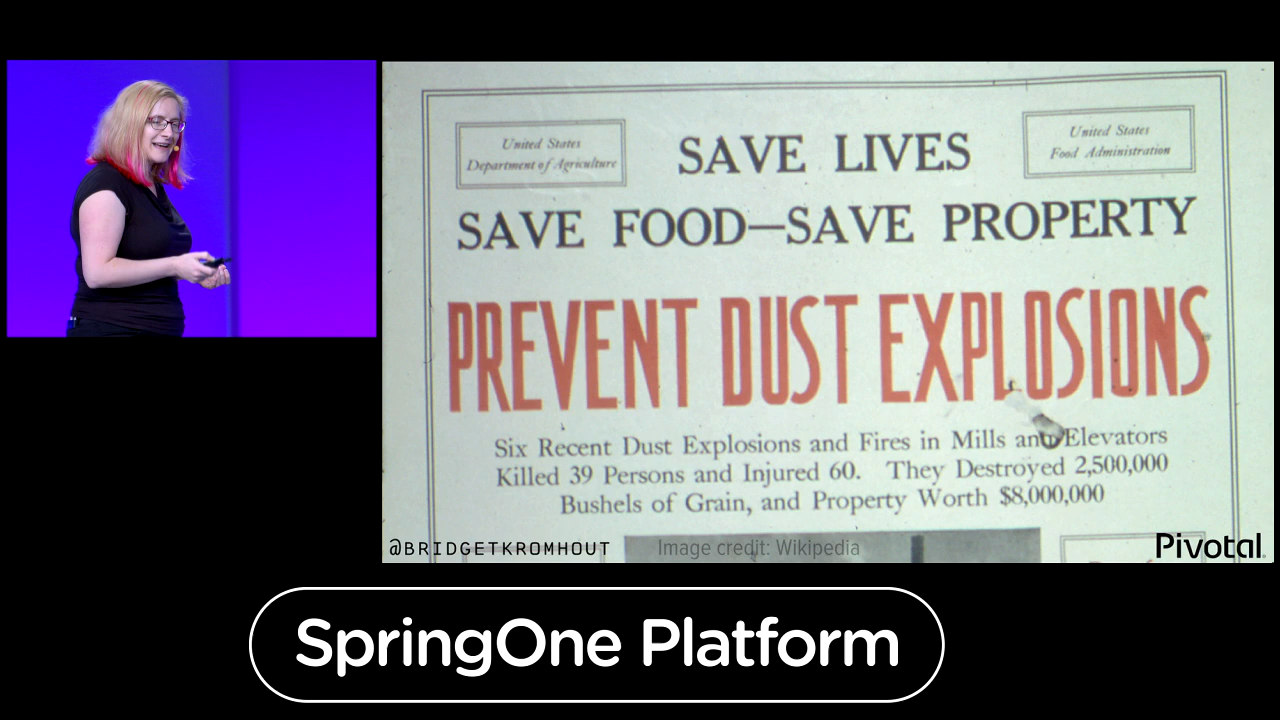 United States
Department of Agriculture
SAVE LIVES
United States
Food Administration
SAVE FOOD—SAVE PROPERTY
PREVENT DUST EXPLOSIONS
Six Recent Dust Explosions and Fires in Mills and Elevators
Killed 39 Persons and Injured 60. They Destroyed 2,500,000
Bushels of Grain, and Property Worth $8,000,000
@BRIDGETKROMHOUT
Image credit: Wikipedia
Pivotal
SpringOne Platform